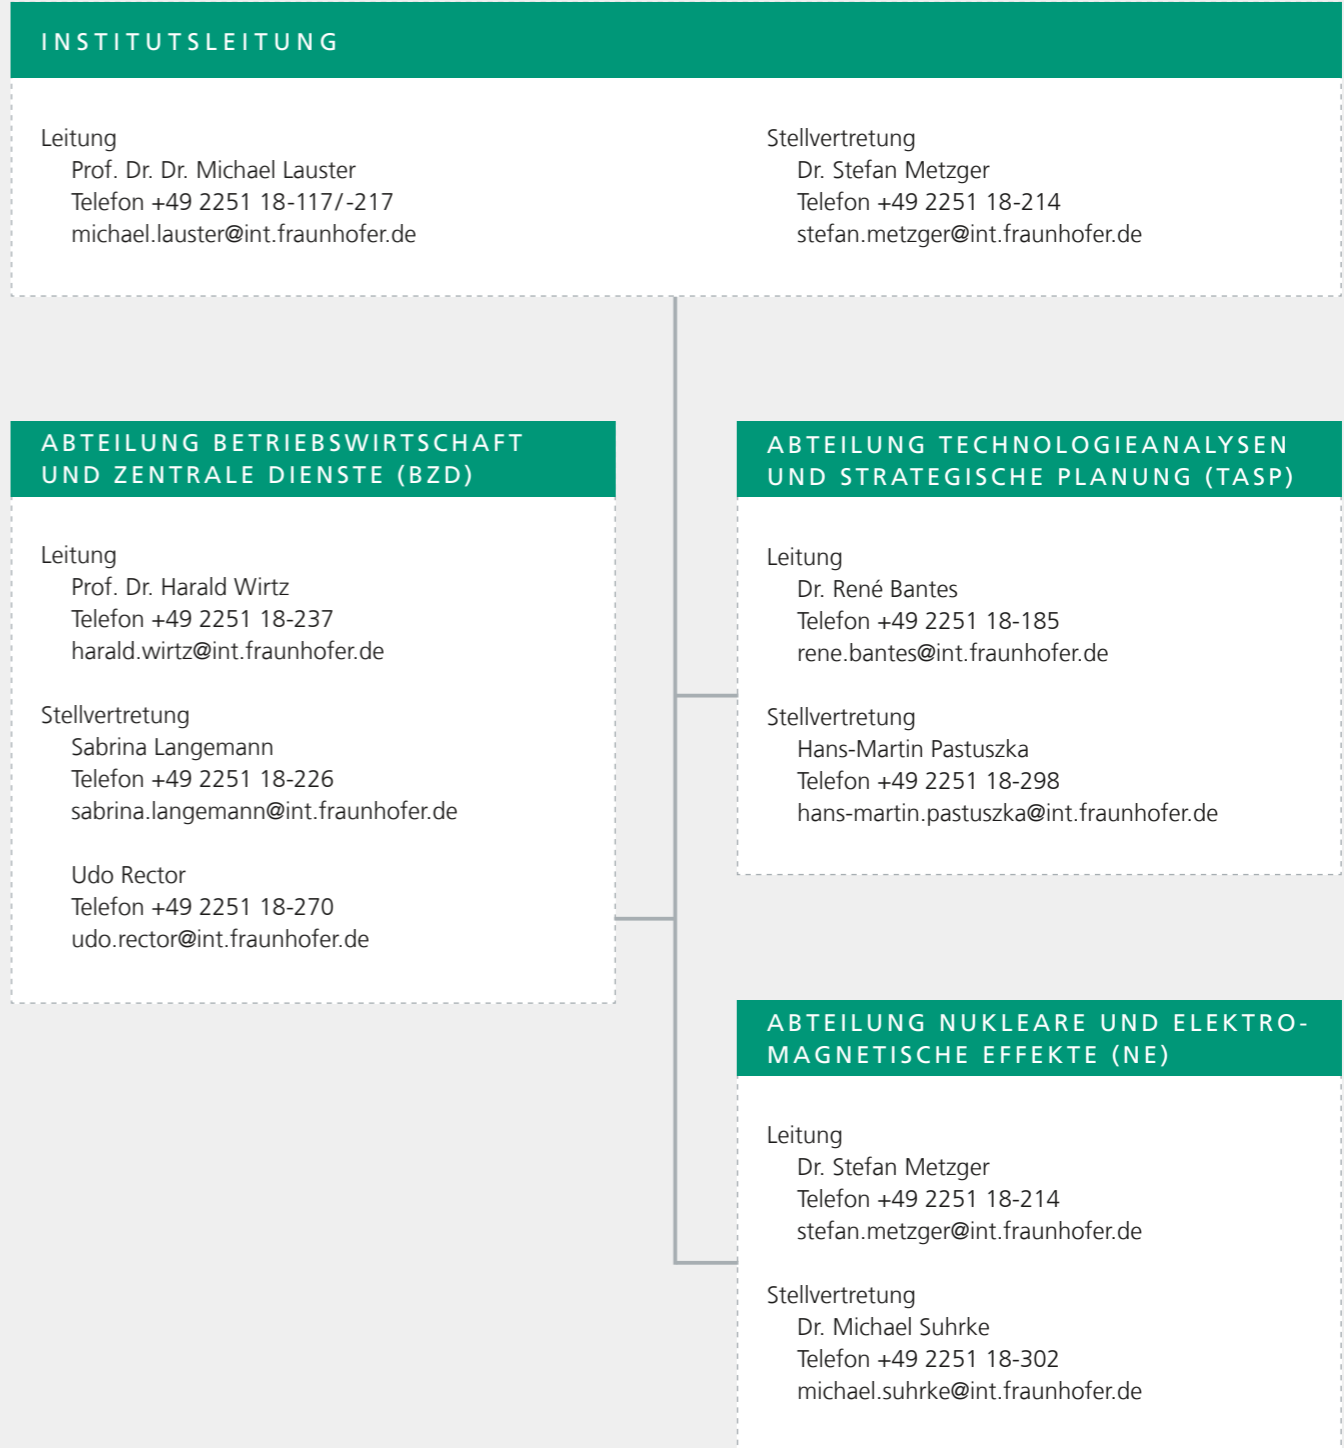 INSTITUTSLEITUNG
Leitung
Prof. Dr. Dr. Michael Lauster
Telefon +49 2251 18-117/-217
michael.lauster@int.fraunhofer.de
Stellvertretung
Dr. Stefan Metzger
Telefon +49 2251 18-214
stefan.metzger@int.fraunhofer.de
ABTEILUNG BETRIEBSWIRTSCHAFT
UND ZENTRALE DIENSTE (BZD)
Leitung
Prof. Dr. Harald Wirtz
Telefon +49 2251 18-237
harald.wirtz@int.fraunhofer.de
Stellvertretung
Sabrina Langemann
Telefon +49 2251 18-226
sabrina.langemann@int.fraunhofer.de
Udo Rector
Telefon +49 2251 18-270
udo.rector@int.fraunhofer.de
ABTEILUNG TECHNOLOGIEANALYSEN
UND STRATEGISCHE PLANUNG (TASP)
Leitung
Dr. René Bantes
Telefon +49 2251 18-185
rene.bantes@int.fraunhofer.de
Stellvertretung
Hans-Martin Pastuszka
Telefon +49 2251 18-298
hans-martin.pastuszka@int.fraunhofer.de
ABTEILUNG NUKLEARE UND ELEKTRO-
MAGNETISCHE EFFEKTE (NE)
Leitung
Dr. Stefan Metzger
Telefon +49 2251 18-214
stefan.metzger@int.fraunhofer.de
Stellvertretung
Dr. Michael Suhrke
Telefon +49 2251 18-302
michael.suhrke@int.fraunhofer.de